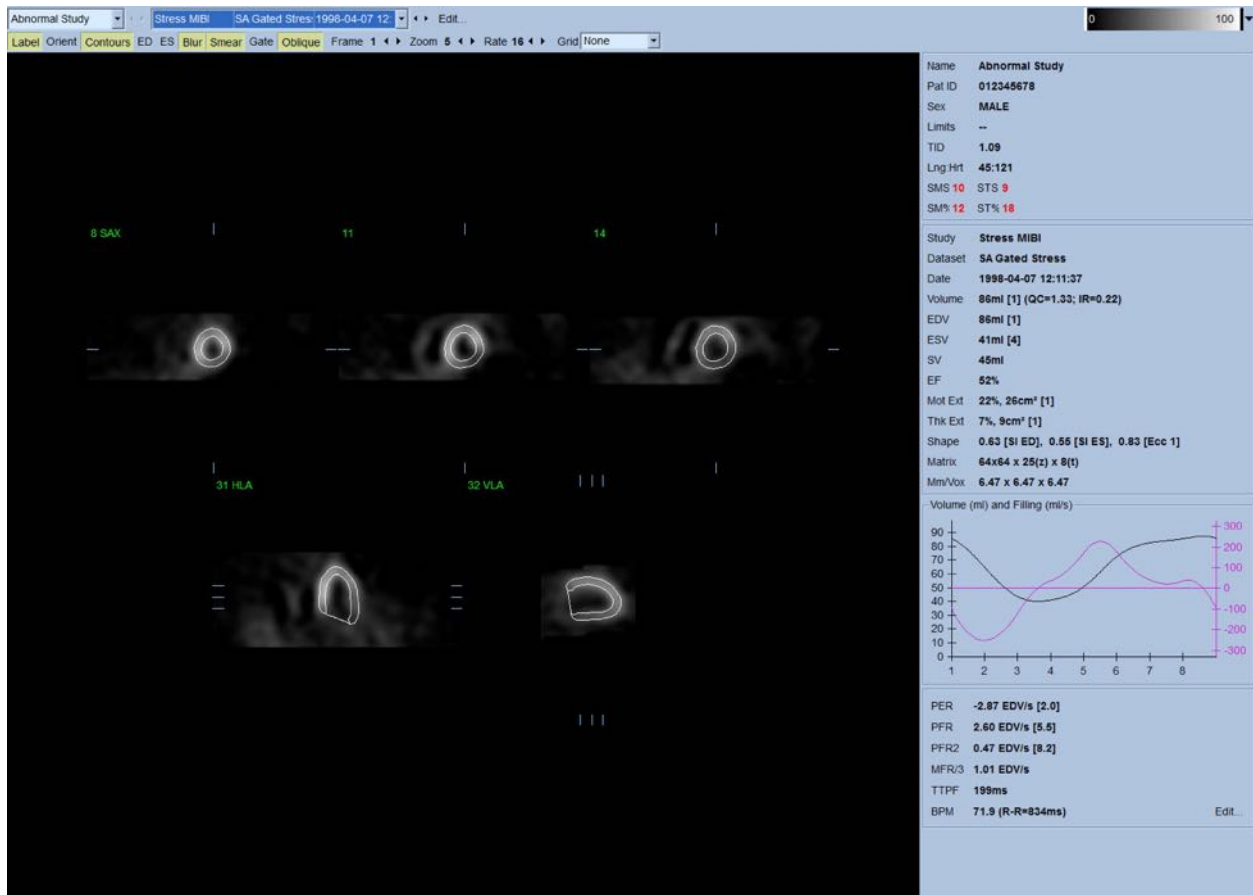 Abnormal Study Stress MIBI SA Gated Stres: 1998-04-07 12: Edit... 0 100
Label Orient Contours ED ES Blur Smear Gate Oblique Frame 1 Zoom 5 Rate 16 Grid None
Name Abnormal Study
Pat ID 012345678
Sex MALE
Limits --
TID 1.09
Lng:Hrt 45:121
SMS 10 STS 9
SM% 12 ST% 18
8 SAX 11 14
31 HLA 32 VLA
Study Stress MIBI
Dataset SA Gated Stress
Date 1998-04-07 12:11:37
Volume 86ml [1] (QC=1.33; IR=0.22)
EDV 86ml [1]
ESV 41ml [4]
SV 45ml
EF 52%
Mot Ext 22%, 26cm² [1]
Thk Ext 7%, 9cm² [1]
Shape 0.63 [SI ED], 0.55 [SI ES], 0.83 [Ecc 1]
Matrix 64x64 x 25(z) x 8(t)
Mm/Vox 6.47 x 6.47 x 6.47
Volume (ml) and Filling (ml/s)
90 300
80 200
70
60 100
50 0
40
30 -100
20 -200
10
0 -300
1 2 3 4 5 6 7 8
PER -2.87 EDV/s [2.0]
PFR 2.60 EDV/s [5.5]
PFR2 0.47 EDV/s [8.2]
MFR/3 1.01 EDV/s
TTPF 199ms
BPM 71.9 (R-R=834ms) Edit...